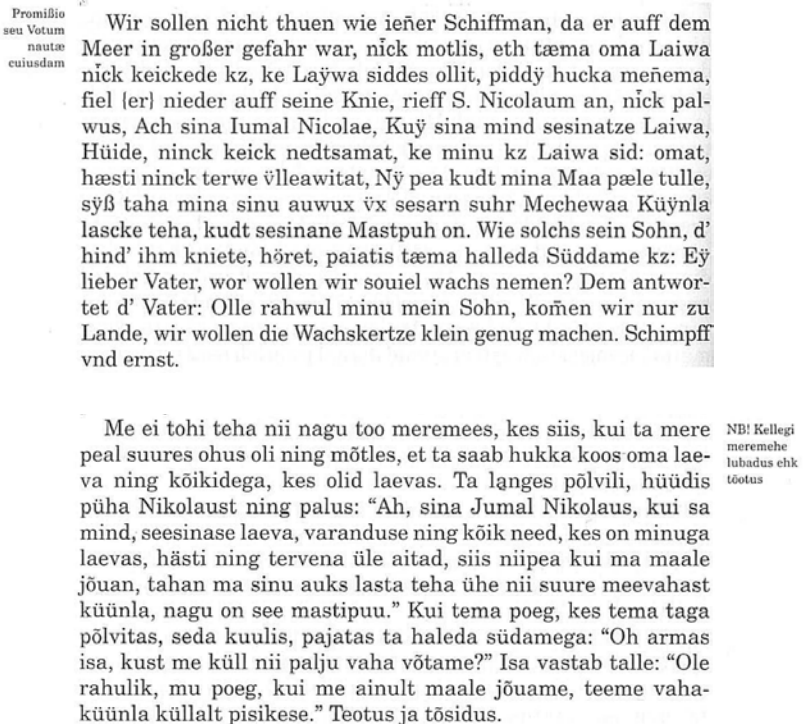 Promißio
seu Votum
nautæ
cuiusdam
Wir sollen nicht thuen wie ieñer Schiffman, da er auff dem
Meer in großer gefahr war, nick motlis, eth tæma oma Laiwa
nick keickede kz, ke Laÿwa siddes ollit, piddÿ hucka meñema,
fiel {er} nieder auff seine Knie, rieff S. Nicolaum an, nick pal-
wus, Ach sina Iumal Nicolae, Kuÿ sina mind sesinatze Laiwa,
Hüide, ninck keick nedtsamat, ke minu kz Laiwa sid: omat,
hæsti ninck terwe v̈lleawitat, Nÿ pea kudt mina Maa pæle tulle,
sÿß taha mina sinu auwux v̈x sesarn suhr Mechewaa Küÿnla
lascke teha, kudt sesinane Mastpuh on. Wie solchs sein Sohn, d’
hind’ ihm kniete, höret, paiatis tæma halleda Süddame kz: Eÿ
lieber Vater, wor wollen wir souiel wachs nemen? Dem antwor-
tet d’ Vater: Olle rahwul minu mein Sohn, kom̃en wir nur zu
Lande, wir wollen die Wachskertze klein genug machen. Schimpff
vnd ernst.
Me ei tohi teha nii nagu too meremees, kes siis, kui ta mere
peal suures ohus oli ning mõtles, et ta saab hukka koos oma lae-
va ning kõikidega, kes olid laevas. Ta langes põlvili, hüüdis
püha Nikolaust ning palus: “Ah, sina Jumal Nikolaus, kui sa
mind, seesinase laeva, varanduse ning kõik need, kes on minuga
laevas, hästi ning tervena üle aitad, siis niipea kui ma maale
jõuan, tahan ma sinu auks lasta teha ühe nii suure meevahast
küünla, nagu on see mastipuu.” Kui tema poeg, kes tema taga
põlvitas, seda kuulis, pajatas ta haleda südamega: “Oh armas
isa, kust me küll nii palju vaha võtame?” Isa vastab talle: “Ole
rahulik, mu poeg, kui me ainult maale jõuame, teeme vaha-
küünla küllalt pisikese.” Teotus ja tõsidus.
NB! Kellegi
meremehe
lubadus ehk
tõotus